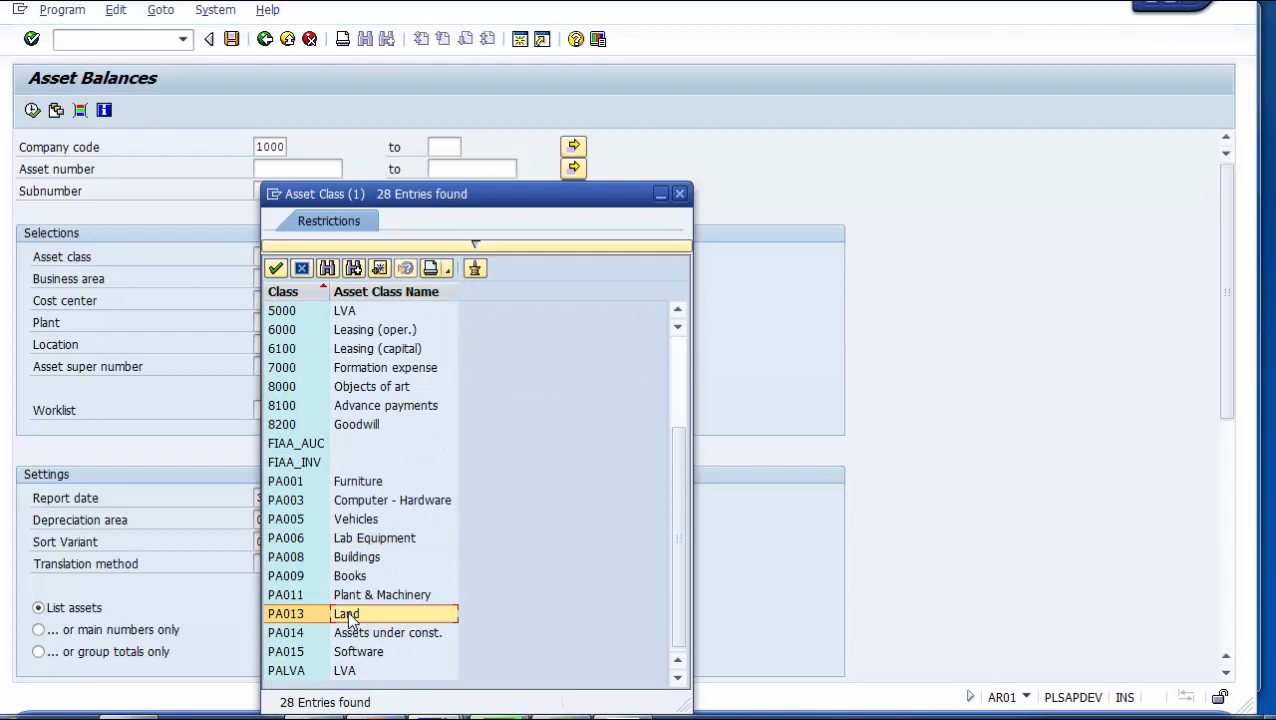 Program Edit Goto System Help
Asset Balances
Company code 1000 to
Asset number to
Subnumber
Asset Class (1) 28 Entries found
Restrictions
Selections
Asset class
Business area
Cost center
Plant
Location
Asset super number
Worklist
Settings
Report date 3
Depreciation area 0
Sort Variant 0
Translation method
List assets
... or main numbers only
... or group totals only
Class Asset Class Name
5000 LVA
6000 Leasing (oper.)
6100 Leasing (capital)
7000 Formation expense
8000 Objects of art
8100 Advance payments
8200 Goodwill
FIAA_AUC
FIAA_INV
PA001 Furniture
PA003 Computer - Hardware
PA005 Vehicles
PA006 Lab Equipment
PA008 Buildings
PA009 Books
PA011 Plant & Machinery
PA013 Land
PA014 Assets under const.
PA015 Software
PALVA LVA
28 Entries found
AR01 PLSAPDEV INS